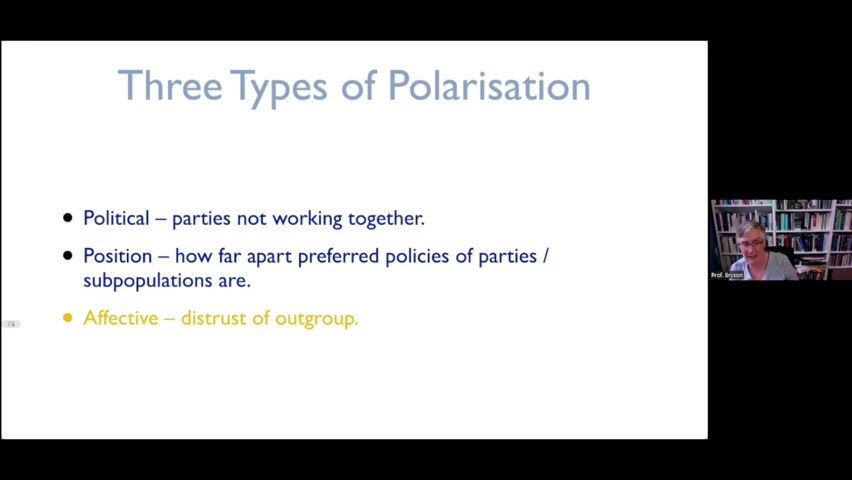 Three Types of Polarisation
• Political – parties not working together.
• Position – how far apart preferred policies of parties /
subpopulations are.
• Affective – distrust of outgroup.
Prof. Bryson